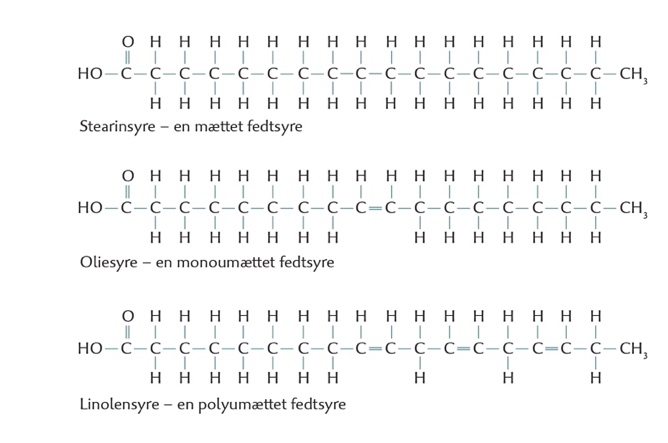 O H H H H H H H H H H H H H H H H
HO–C–C–C–C–C–C–C–C–C–C–C–C–C–C–C–C–C–CH₃
H H H H H H H H H H H H H H H H
Stearinsyre – en mættet fedtsyre
O H H H H H H H H H H H H H H H H
HO–C–C–C–C–C–C–C–C–C=C–C–C–C–C–C–C–C–CH₃
H H H H H H H H H H H H H H
Oliesyre – en monoumættet fedtsyre
O H H H H H H H H H H H H H H H H
HO–C–C–C–C–C–C–C–C–C=C–C–C=C–C–C=C–C–CH₃
H H H H H H H H H H
Linolensyre – en polyumættet fedtsyre